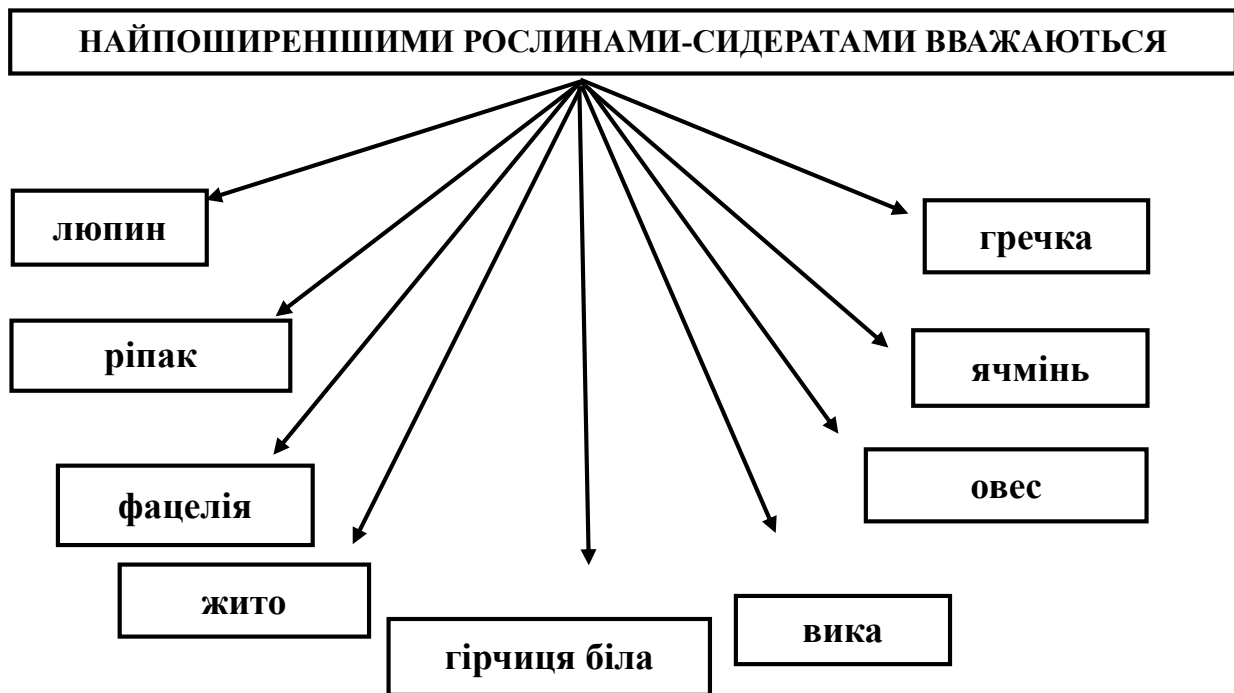 НАЙПОШИРЕНІШИМИ РОСЛИНАМИ-СИДЕРАТАМИ ВВАЖАЮТЬСЯ
люпин
гречка
ріпак
ячмінь
фацелія
овес
жито
вика
гірчиця біла